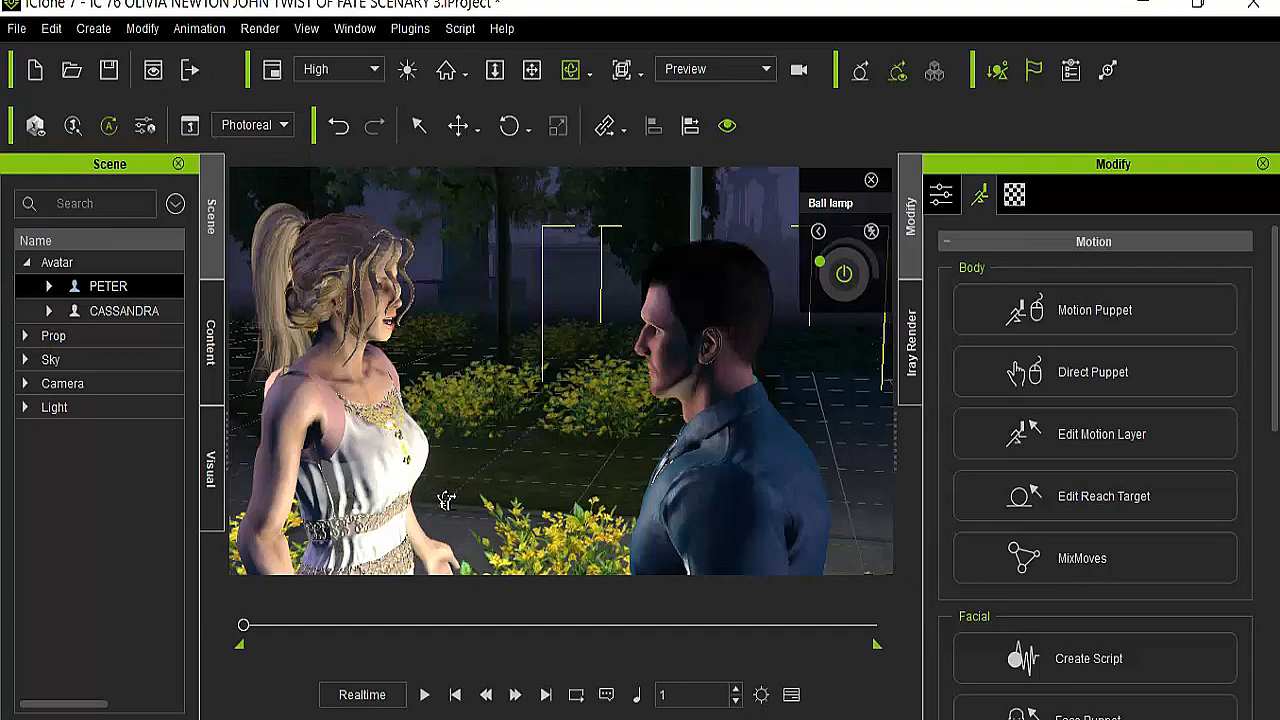 iClone 7 - IC 76 OLIVIA NEWTON JOHN TWIST OF FATE SCENARY 3.iProject *
File Edit Create Modify Animation Render View Window Plugins Script Help
High Preview
Photoreal
Scene
Search
Name
Avatar
PETER
CASSANDRA
Prop
Sky
Camera
Light
Scene
Content
Visual
Ball lamp
Modify
Iray Render
Modify
Motion
Body
Motion Puppet
Direct Puppet
Edit Motion Layer
Edit Reach Target
MixMoves
Facial
Create Script
Face Puppet
Realtime
1